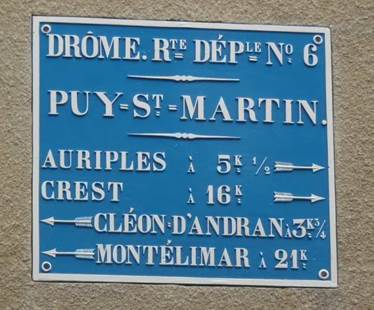 DRÔME. RTE DÉPLE NO 6
PUY=ST=MARTIN.
AURIPLES À 5K 1/2
CREST À 16K
CLÉON-D'ANDRAN À 3K 3/4
MONTÉLIMAR À 21K